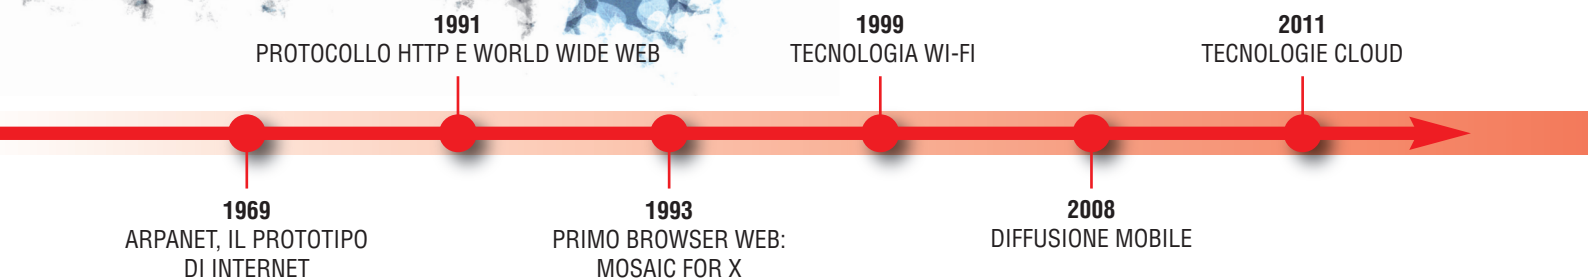 1991
PROTOCOLLO HTTP E WORLD WIDE WEB
1999
TECNOLOGIA WI-FI
2011
TECNOLOGIE CLOUD
1969
ARPANET, IL PROTOTIPO
DI INTERNET
1993
PRIMO BROWSER WEB:
MOSAIC FOR X
2008
DIFFUSIONE MOBILE